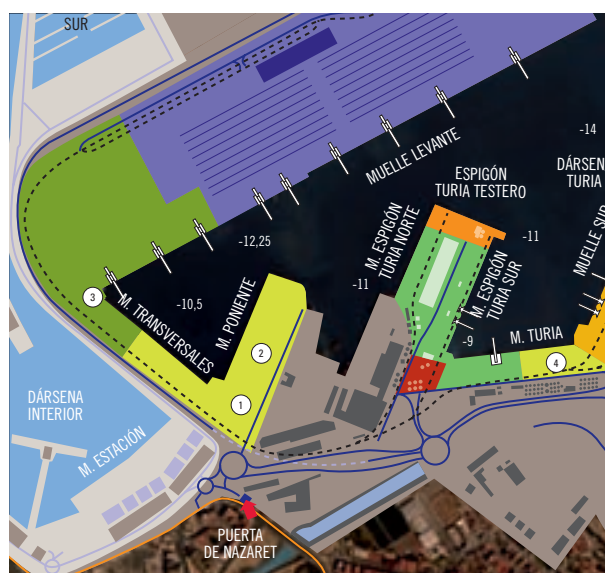 SUR
-14
MUELLE LEVANTE
ESPIGÓN
TURIA TESTERO
DÁRSENA
TURIA
M. ESPIGÓN
TURIA NORTE
-11
MUELLE SUR
-12,25
-11
M. ESPIGÓN
TURIA SUR
3
-10,5
M. TRANSVERSALES
M. PONIENTE
-9
M. TURIA
2
4
DÁRSENA
INTERIOR
1
M. ESTACIÓN
PUERTA
DE NAZARET